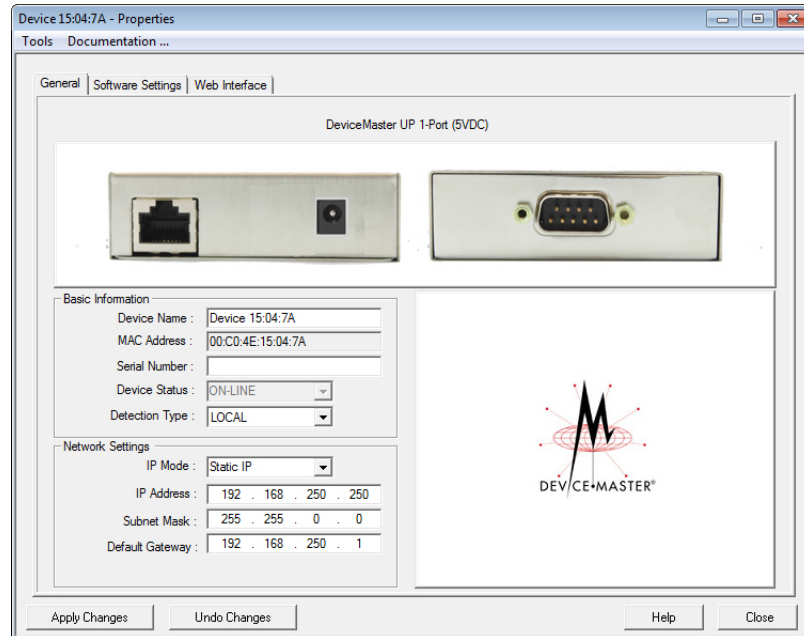 Device 15:04:7A - Properties
Tools Documentation ...
General Software Settings Web Interface
DeviceMaster UP 1-Port (5VDC)
Basic Information
Device Name : Device 15:04:7A
MAC Address : 00:C0:4E:15:04:7A
Serial Number :
Device Status : ON-LINE
Detection Type : LOCAL
Network Settings
IP Mode : Static IP
IP Address : 192 . 168 . 250 . 250
Subnet Mask : 255 . 255 . 0 . 0
Default Gateway : 192 . 168 . 250 . 1
DEVICE•MASTER®
Apply Changes Undo Changes Help Close